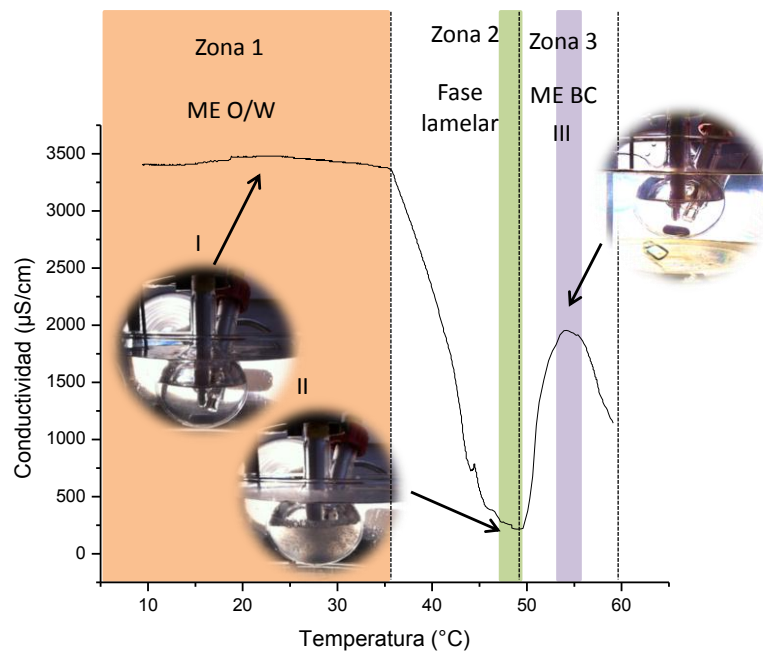 Zona 1
Zona 2
Zona 3
ME O/W
Fase
lamelar
ME BC
III
3500
3000
2500
2000
1500
1000
500
0
I
II
Conductividad (µS/cm)
10
20
30
40
50
60
Temperatura (°C)